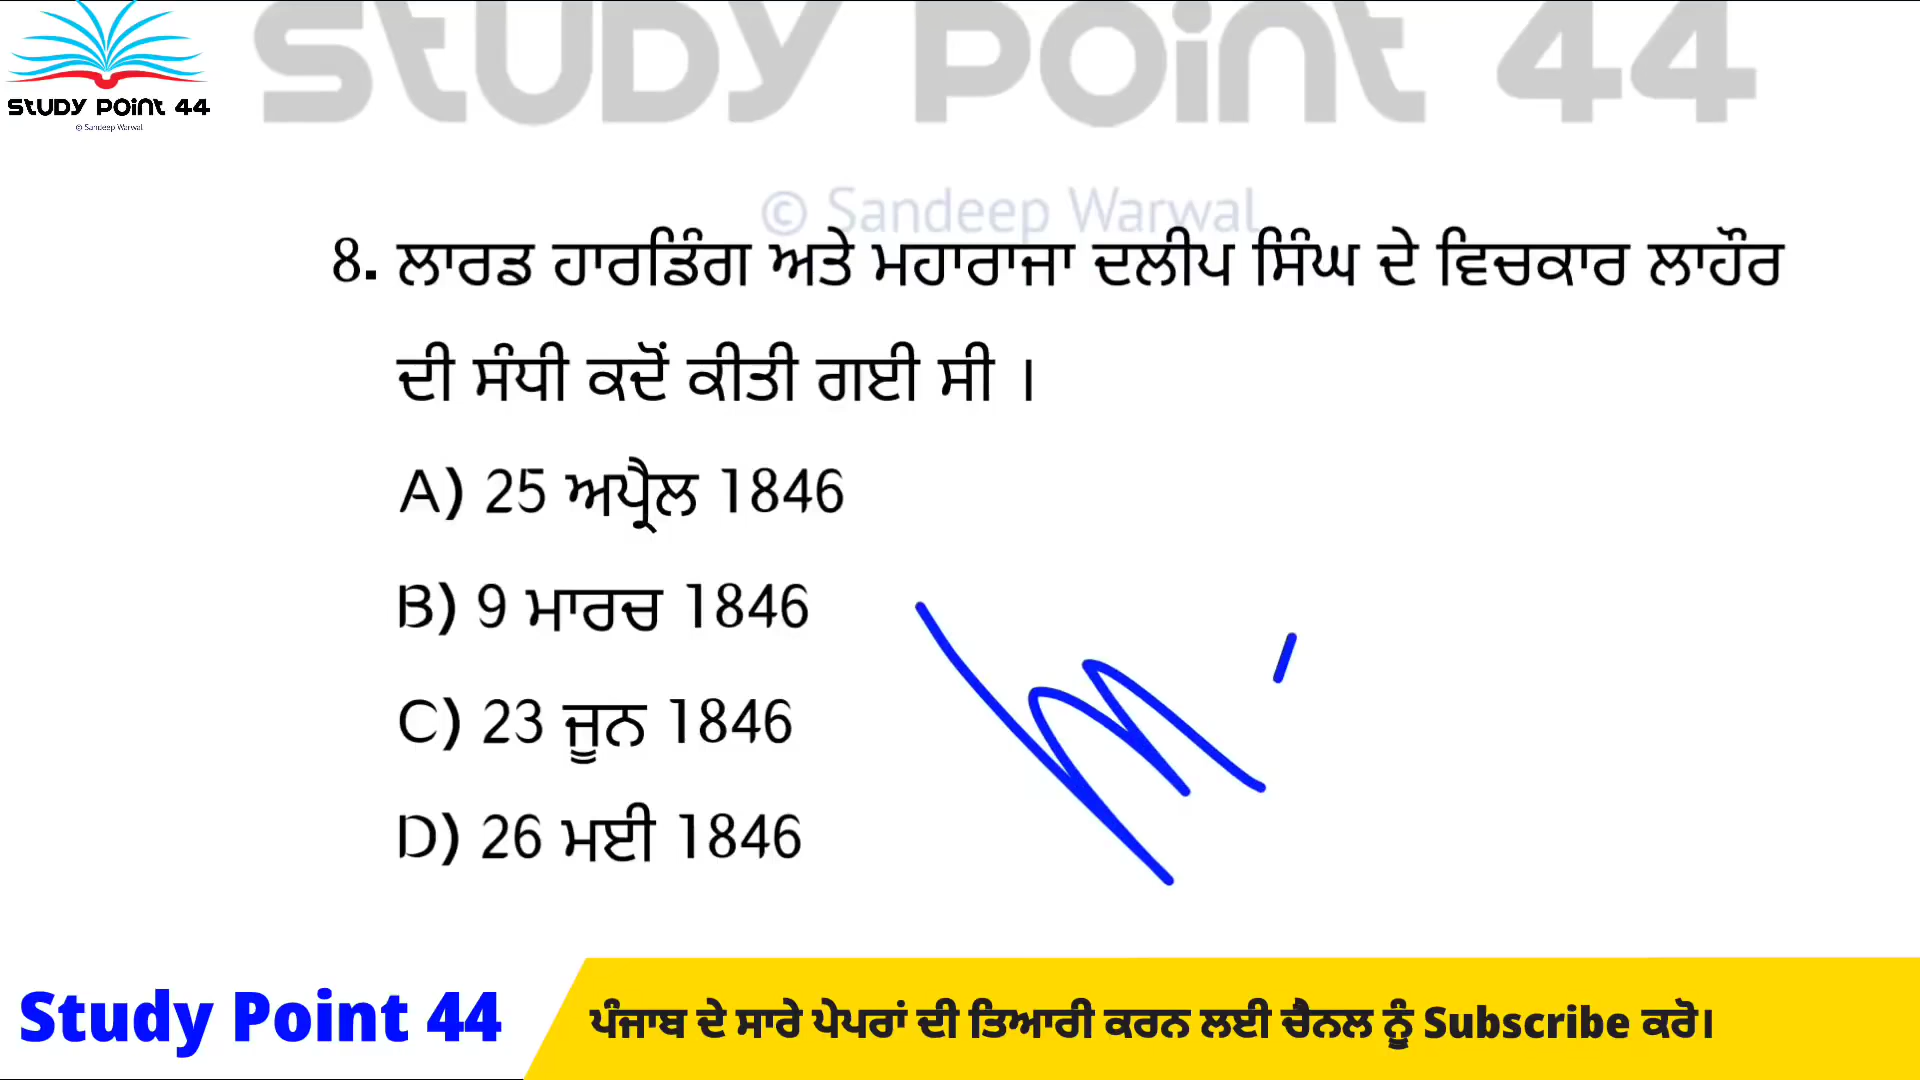 STUDY POINT 44
STUDY POINT 44
© Sandeep Warwal
© Sandeep Warwal
8. ਲਾਰਡ ਹਾਰਡਿੰਗ ਅਤੇ ਮਹਾਰਾਜਾ ਦਲੀਪ ਸਿੰਘ ਦੇ ਵਿਚਕਾਰ ਲਾਹੌਰ
ਦੀ ਸੰਧੀ ਕਦੋਂ ਕੀਤੀ ਗਈ ਸੀ ।
A) 25 ਅਪ੍ਰੈਲ 1846
B) 9 ਮਾਰਚ 1846
C) 23 ਜੂਨ 1846
D) 26 ਮਈ 1846
Study Point 44
ਪੰਜਾਬ ਦੇ ਸਾਰੇ ਪੇਪਰਾਂ ਦੀ ਤਿਆਰੀ ਕਰਨ ਲਈ ਚੈਨਲ ਨੂੰ Subscribe ਕਰੋ।